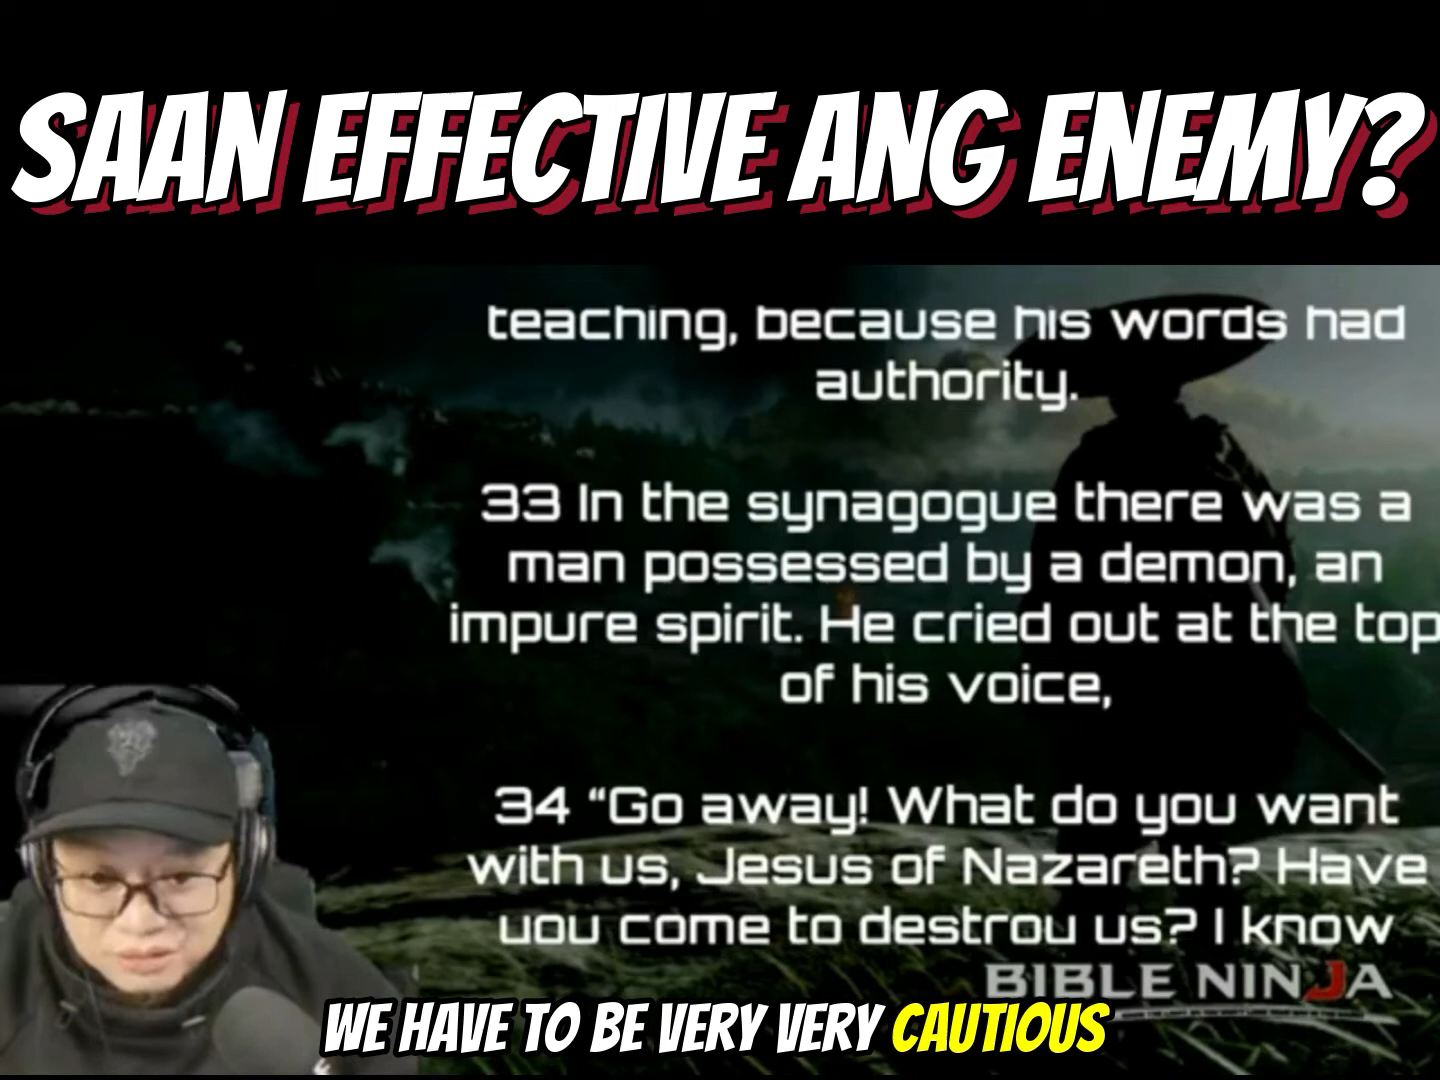 SAAN EFFECTIVE ANG ENEMY?
teaching, because his words had
authority.
33 In the synagogue there was a
man possessed by a demon, an
impure spirit. He cried out at the top
of his voice,
34 “Go away! What do you want
with us, Jesus of Nazareth? Have
you come to destroy us? I know
BIBLE NINJA
WE HAVE TO BE VERY VERY CAUTIOUS